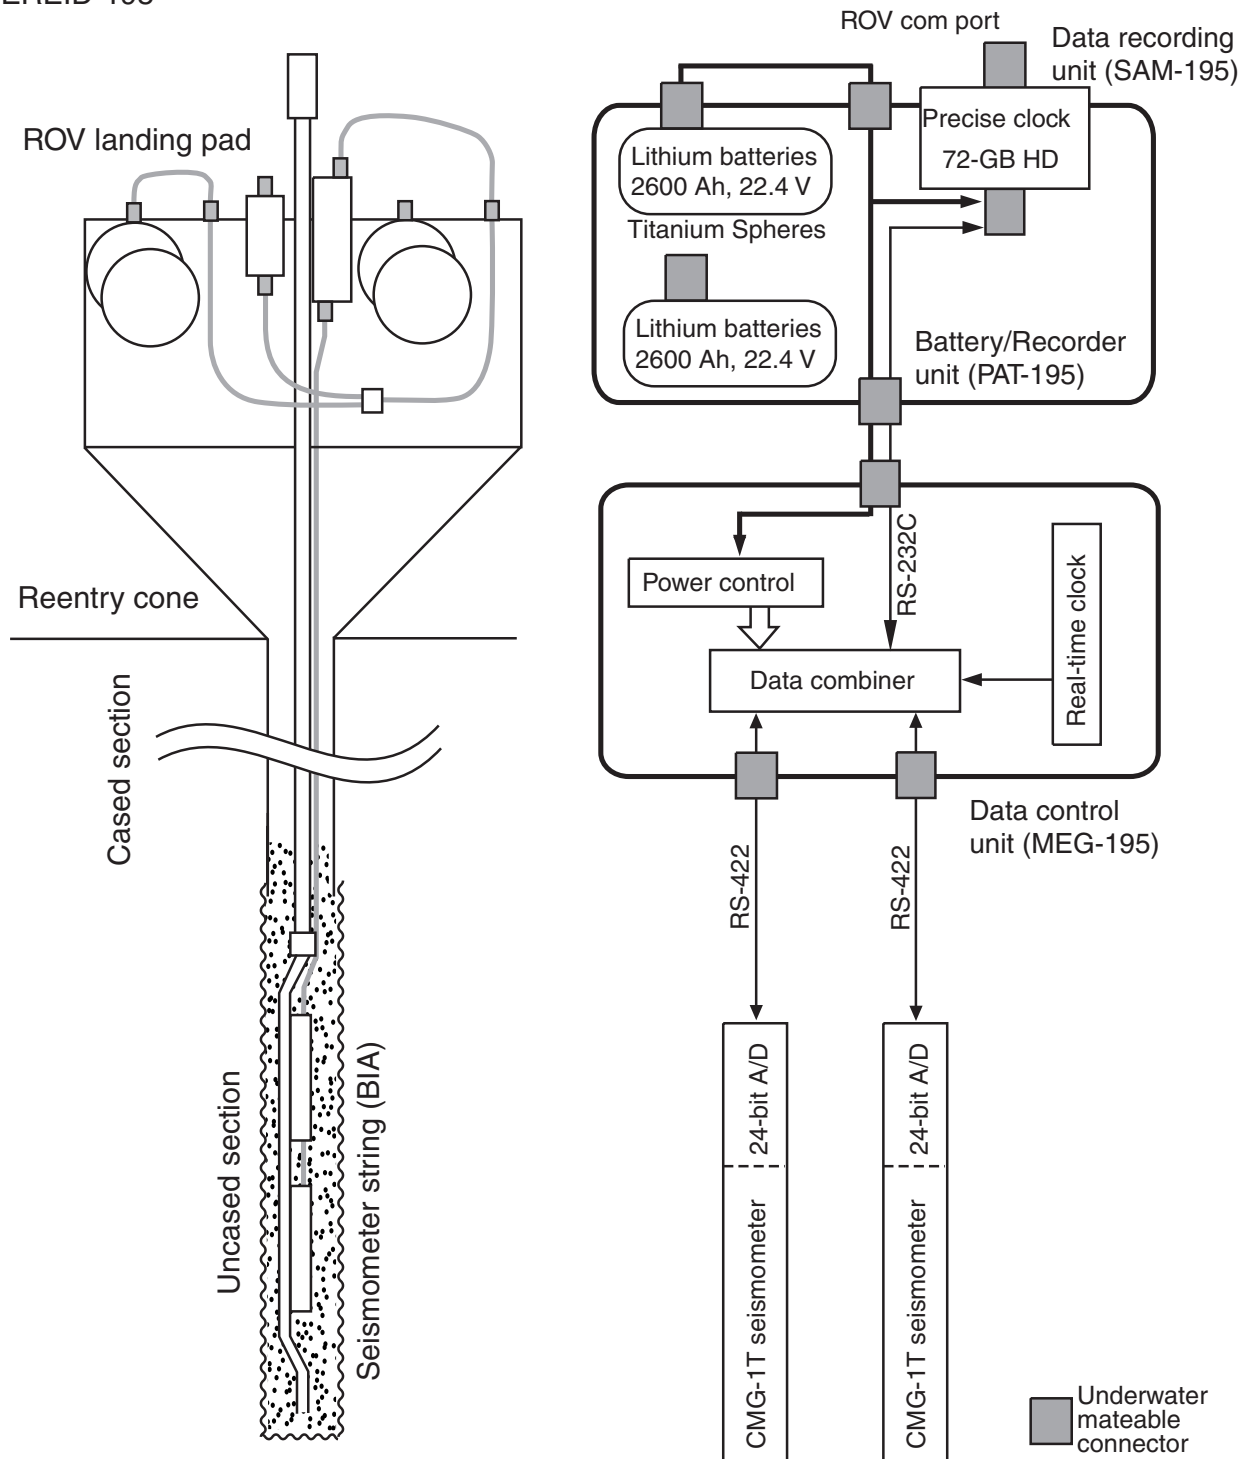 ROV com port
Data recording
unit (SAM-195)
ROV landing pad
Precise clock
72-GB HD
Lithium batteries
2600 Ah, 22.4 V
Titanium Spheres
Lithium batteries
2600 Ah, 22.4 V
Battery/Recorder
unit (PAT-195)
RS-232C
Power control
Real-time clock
Reentry cone
Data combiner
Cased section
Data control
unit (MEG-195)
RS-422
RS-422
Uncased section
Seismometer string (BIA)
24-bit A/D
24-bit A/D
CMG-1T seismometer
CMG-1T seismometer
Underwater
mateable
connector